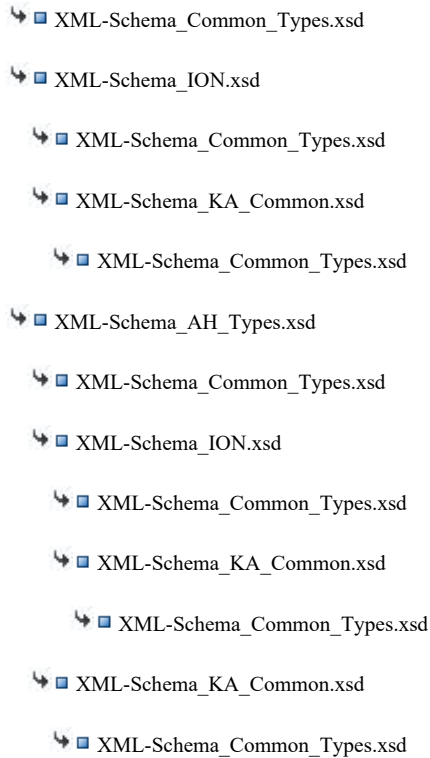 XML-Schema_Common_Types.xsd
XML-Schema_ION.xsd
XML-Schema_Common_Types.xsd
XML-Schema_KA_Common.xsd
XML-Schema_Common_Types.xsd
XML-Schema_AH_Types.xsd
XML-Schema_Common_Types.xsd
XML-Schema_ION.xsd
XML-Schema_Common_Types.xsd
XML-Schema_KA_Common.xsd
XML-Schema_Common_Types.xsd
XML-Schema_KA_Common.xsd
XML-Schema_Common_Types.xsd